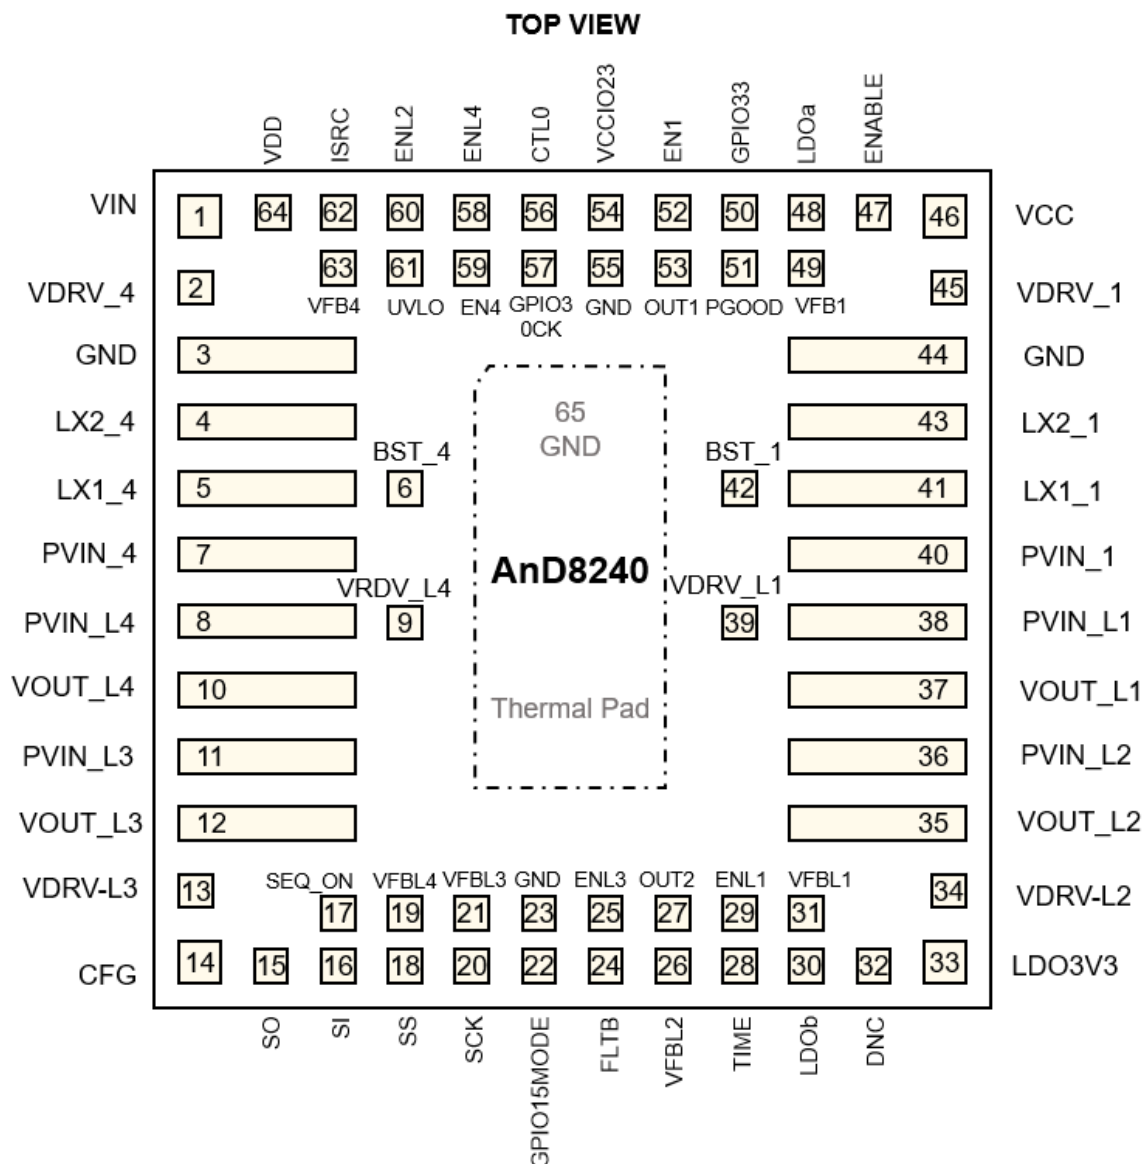 TOP VIEW
VDD
ISRC
ENL2
ENL4
CTL0
VCCIO23
EN1
GPIO33
LDOa
ENABLE
VIN 1 64 62 60 58 56 54 52 50 48 47 46 VCC
63 61 59 57 55 53 51 49
VDRV_4 2 45 VDRV_1
VFB4 UVLO EN4 GPIO3 GND OUT1 PGOOD VFB1
0CK
GND 3 44 GND
65
LX2_4 4 43 LX2_1
GND
BST_4 BST_1
LX1_4 5 6 42 41 LX1_1
PVIN_4 7 40 PVIN_1
AnD8240
VRDV_L4 VDRV_L1
PVIN_L4 8 9 39 38 PVIN_L1
VOUT_L4 10 37 VOUT_L1
Thermal Pad
PVIN_L3 11 36 PVIN_L2
VOUT_L3 12 35 VOUT_L2
SEQ_ON VFBL4 VFBL3 GND ENL3 OUT2 ENL1 VFBL1
VDRV-L3 13 34 VDRV-L2
17 19 21 23 25 27 29 31
CFG 14 15 16 18 20 22 24 26 28 30 32 33 LDO3V3
SO
SI
SS
SCK
GPIO15MODE
FLTB
VFBL2
TIME
LDOb
DNC